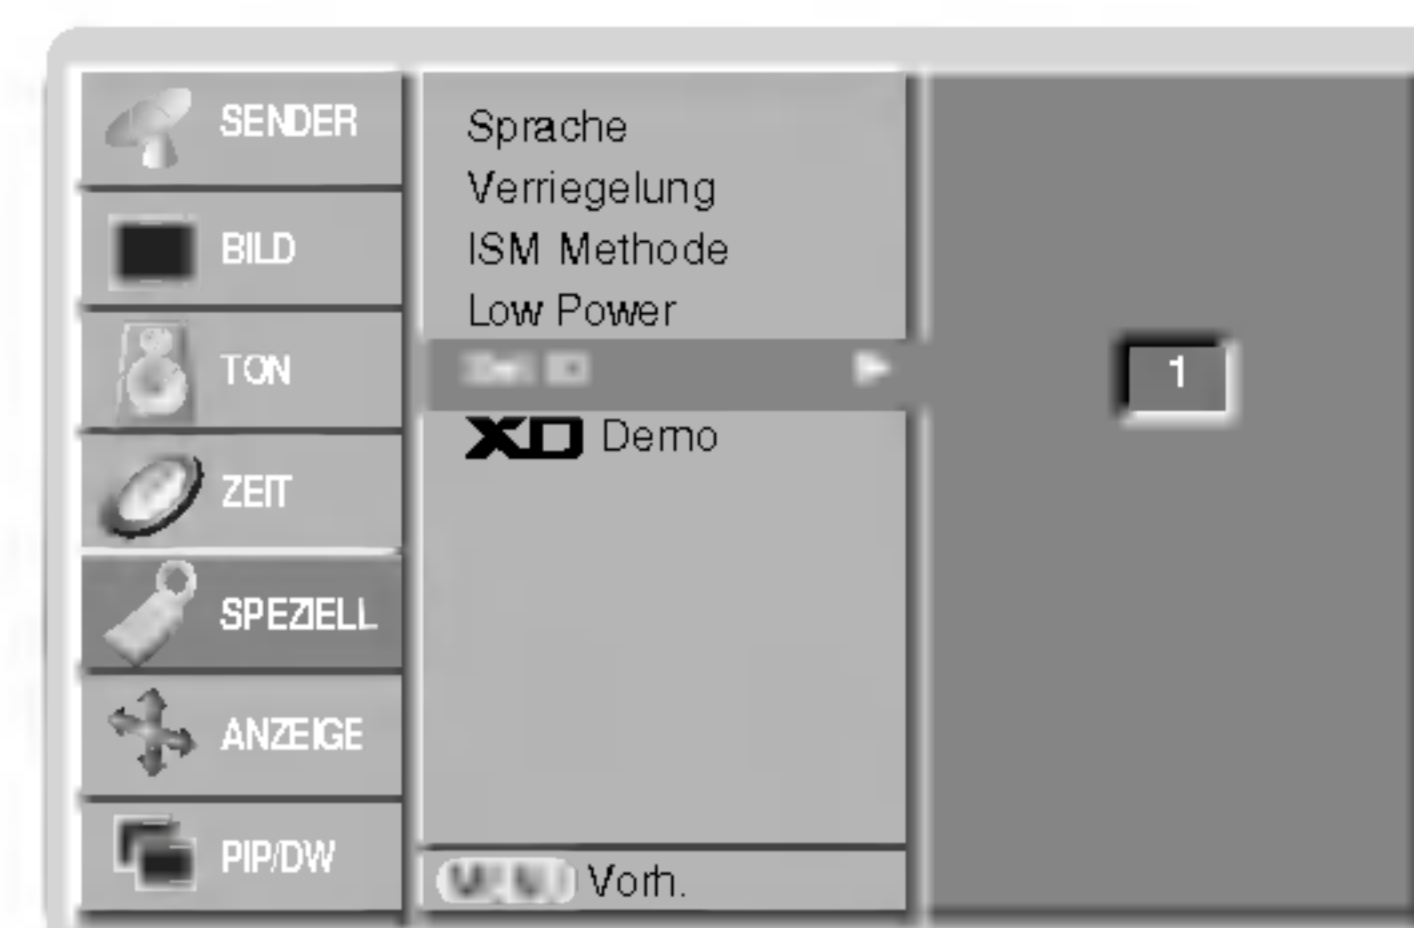 SENDER
BILD
TON
ZEIT
SPEZIELL
ANZEIGE
PIP/DW
Sprache
Verriegelung
ISM Methode
Low Power
XD Demo
Vorh.
1